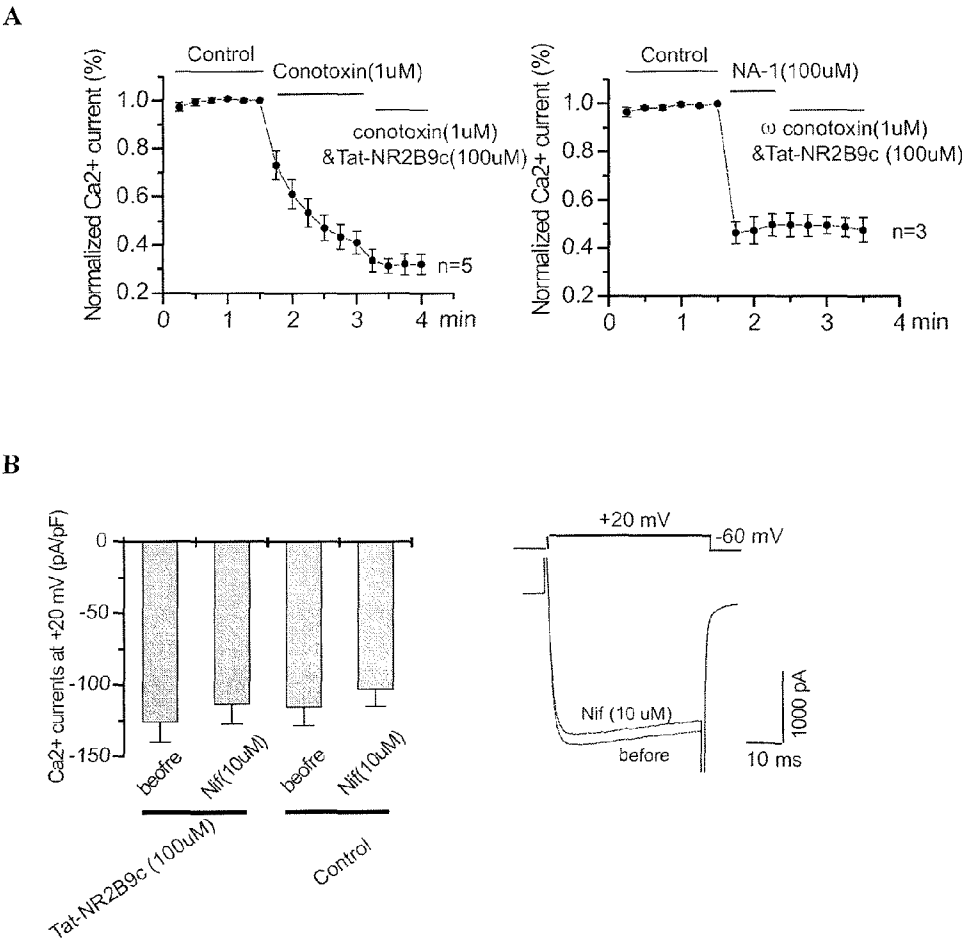 A
Control
Conotoxin(1uM)
conotoxin(1uM)
&Tat-NR2B9c(100uM)
Normalized Ca2+ current (%)
1.0
0.8
0.6
0.4
0.2
n=5
0 1 2 3 4 min
Control
NA-1(100uM)
ω conotoxin(1uM)
&Tat-NR2B9c (100uM)
Normalized Ca2+ current (%)
1.0
0.8
0.6
0.4
0.2
n=3
0 1 2 3 4 min
B
Ca2+ currents at +20 mV (pA/pF)
0
-50
-100
-150
beofre
Nif(10uM)
beofre
Nif(10uM)
Tat-NR2B9c (100uM)
Control
+20 mV
-60 mV
Nif (10 uM)
before
1000 pA
10 ms